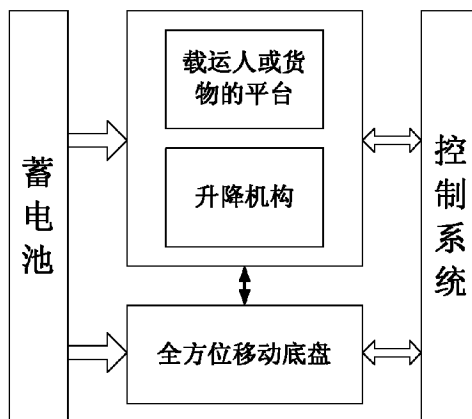 蓄电池
载运人或货
物的平台
升降机构
全方位移动底盘
控制系统